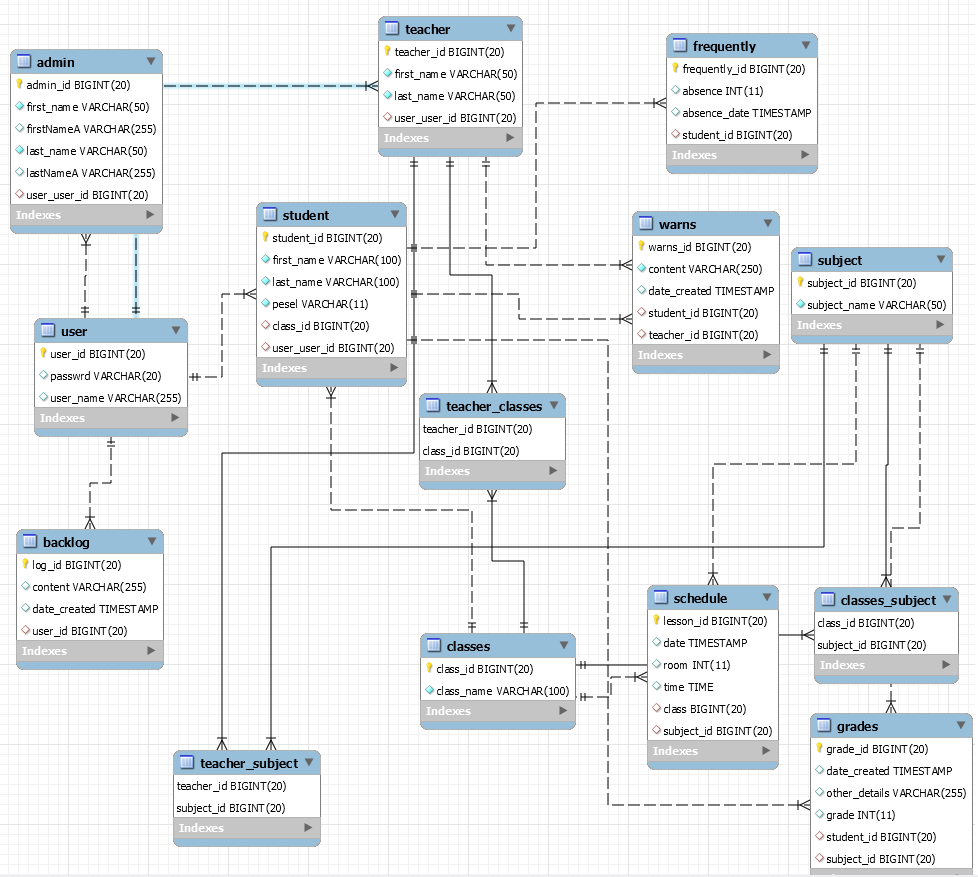 teacher
teacher_id BIGINT(20)
first_name VARCHAR(50)
last_name VARCHAR(50)
user_user_id BIGINT(20)
Indexes
frequently
frequently_id BIGINT(20)
absence INT(11)
absence_date TIMESTAMP
student_id BIGINT(20)
Indexes
admin
admin_id BIGINT(20)
first_name VARCHAR(50)
firstNameA VARCHAR(255)
last_name VARCHAR(50)
lastNameA VARCHAR(255)
user_user_id BIGINT(20)
Indexes
student
student_id BIGINT(20)
first_name VARCHAR(100)
last_name VARCHAR(100)
pesel VARCHAR(11)
class_id BIGINT(20)
user_user_id BIGINT(20)
Indexes
warns
warns_id BIGINT(20)
content VARCHAR(250)
date_created TIMESTAMP
student_id BIGINT(20)
teacher_id BIGINT(20)
Indexes
subject
subject_id BIGINT(20)
subject_name VARCHAR(50)
Indexes
user
user_id BIGINT(20)
passwrd VARCHAR(20)
user_name VARCHAR(255)
Indexes
teacher_classes
teacher_id BIGINT(20)
class_id BIGINT(20)
Indexes
backlog
log_id BIGINT(20)
content VARCHAR(255)
date_created TIMESTAMP
user_id BIGINT(20)
Indexes
schedule
lesson_id BIGINT(20)
date TIMESTAMP
room INT(11)
time TIME
class BIGINT(20)
subject_id BIGINT(20)
Indexes
classes_subject
class_id BIGINT(20)
subject_id BIGINT(20)
Indexes
classes
class_id BIGINT(20)
class_name VARCHAR(100)
Indexes
grades
grade_id BIGINT(20)
date_created TIMESTAMP
other_details VARCHAR(255)
grade INT(11)
student_id BIGINT(20)
subject_id BIGINT(20)
teacher_subject
teacher_id BIGINT(20)
subject_id BIGINT(20)
Indexes